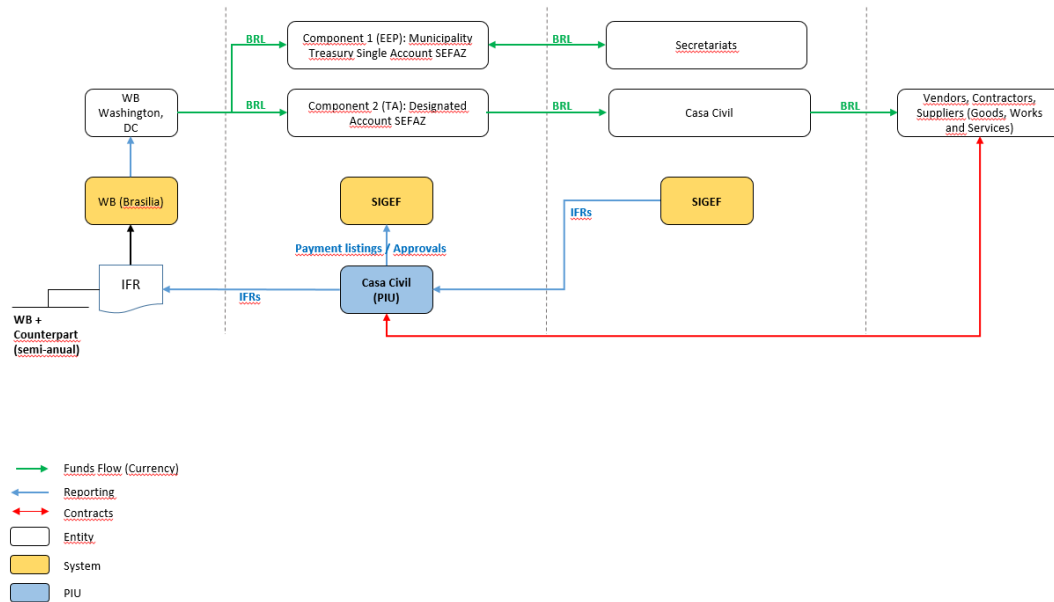 Component 1 (EEP): Municipality
Treasury Single Account SEFAZ
BRL
BRL
Secretariats
WB
Washington,
DC
Component 2 (TA): Designated
Account SEFAZ
BRL
BRL
Casa Civil
BRL
Vendors, Contractors,
Suppliers (Goods, Works
and Services)
WB (Brasilia)
SIGEF
SIGEF
IFRs
Payment listings / Approvals
IFR
IFRs
Casa Civil
(PIU)
WB +
Counterpart
(semi-anual)
Funds Flow (Currency)
Reporting
Contracts
Entity
System
PIU